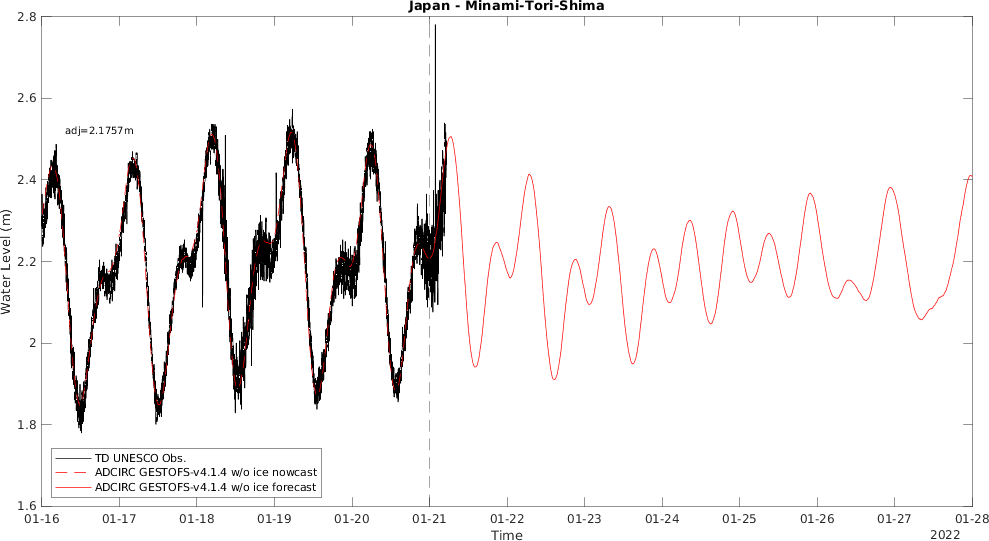 Japan - Minami-Tori-Shima
2.8
2.6
2.4
2.2
2
1.8
1.6
Water Level (m)
adj=2.1757m
TD UNESCO Obs.
ADCIRC GESTOFS-v4.1.4 w/o ice nowcast
ADCIRC GESTOFS-v4.1.4 w/o ice forecast
01-16 01-17 01-18 01-19 01-20 01-21 01-22 01-23 01-24 01-25 01-26 01-27 01-28
Time
2022